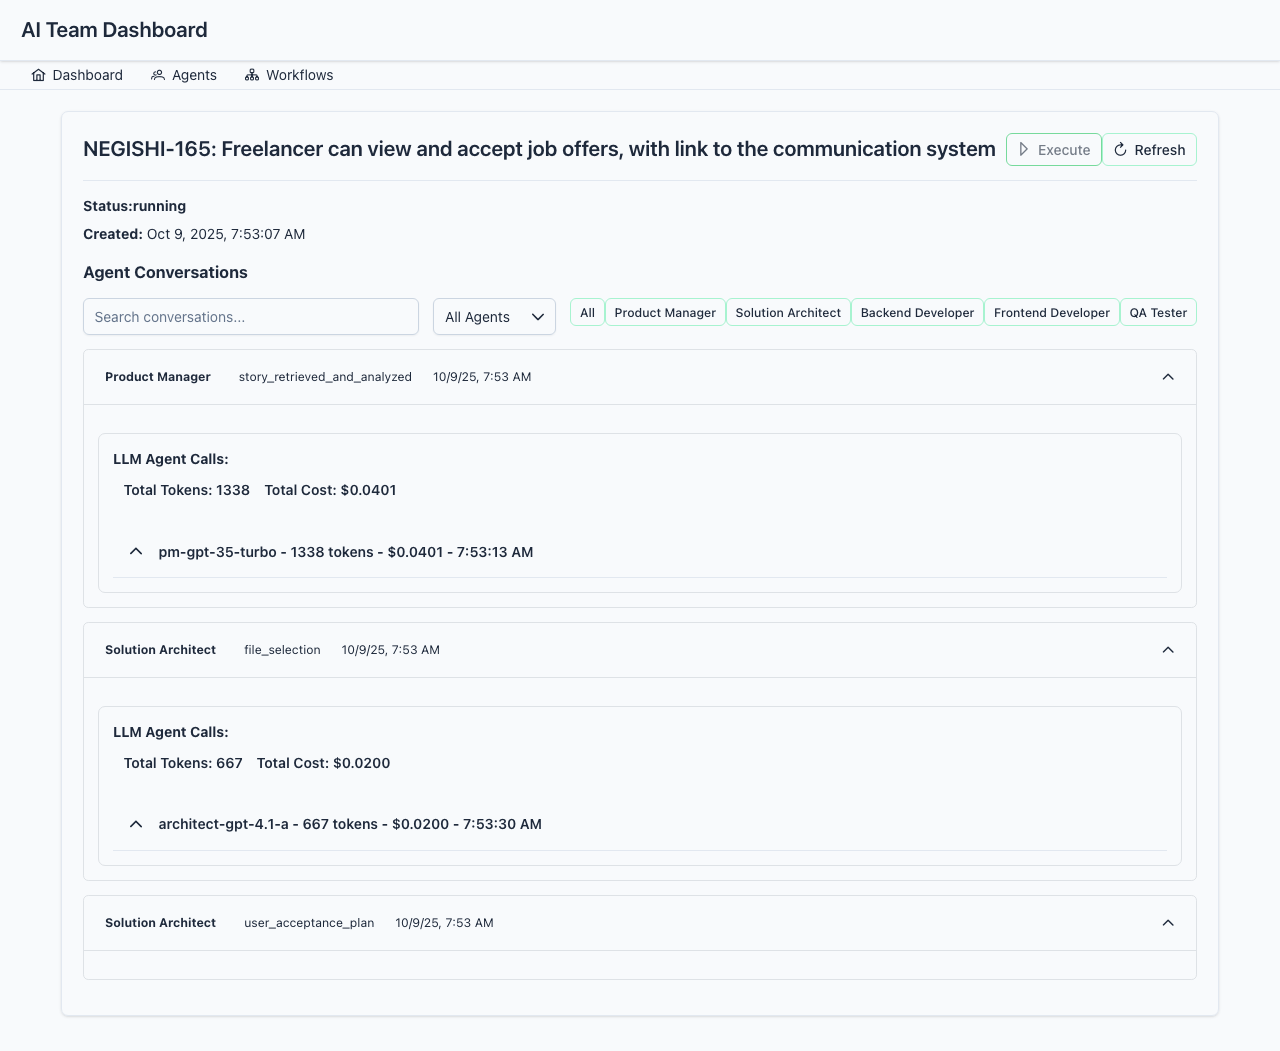 AI Team Dashboard
Dashboard Agents Workflows
NEGISHI-165: Freelancer can view and accept job offers, with link to the communication system Execute Refresh
Status:running
Created: Oct 9, 2025, 7:53:07 AM
Agent Conversations
Search conversations... All Agents All Product Manager Solution Architect Backend Developer Frontend Developer QA Tester
Product Manager story_retrieved_and_analyzed 10/9/25, 7:53 AM
LLM Agent Calls:
Total Tokens: 1338 Total Cost: $0.0401
pm-gpt-35-turbo - 1338 tokens - $0.0401 - 7:53:13 AM
Solution Architect file_selection 10/9/25, 7:53 AM
LLM Agent Calls:
Total Tokens: 667 Total Cost: $0.0200
architect-gpt-4.1-a - 667 tokens - $0.0200 - 7:53:30 AM
Solution Architect user_acceptance_plan 10/9/25, 7:53 AM